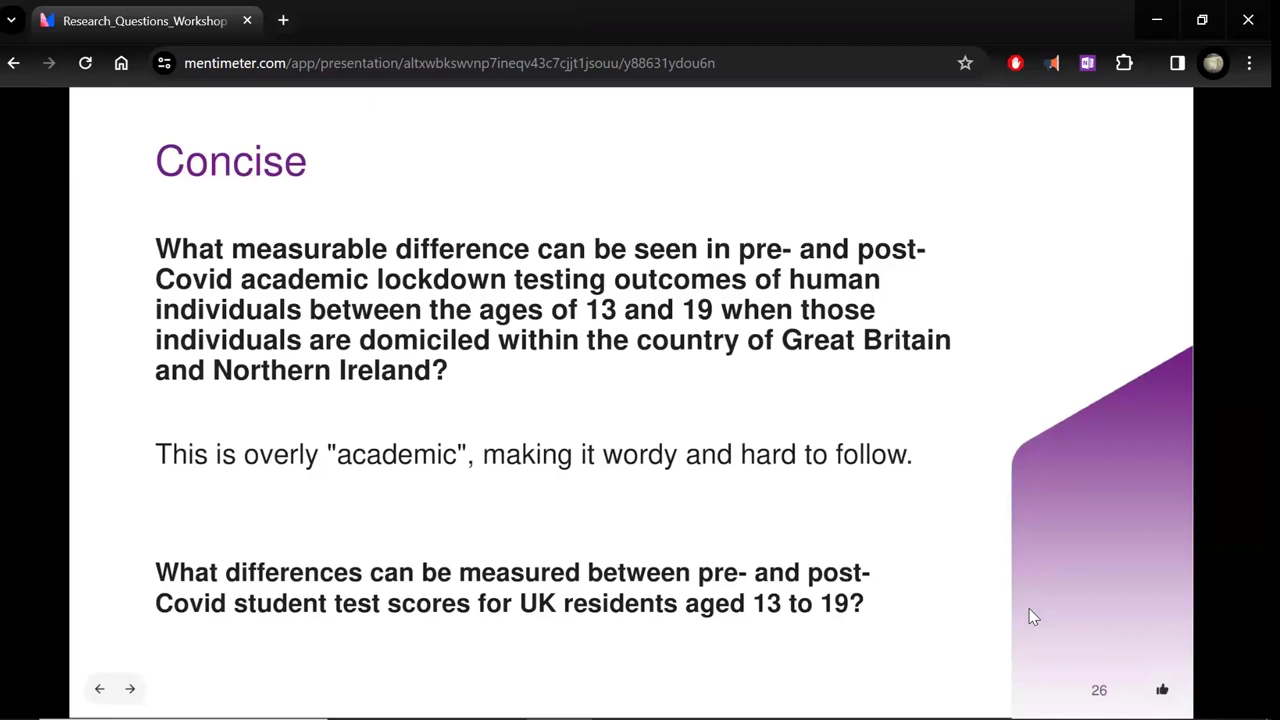 Research_Questions_Workshop
mentimeter.com/app/presentation/altxwbkswvnp7ineqv43c7cjjt1jsouu/y88631ydou6n
Concise
What measurable difference can be seen in pre- and post-
Covid academic lockdown testing outcomes of human
individuals between the ages of 13 and 19 when those
individuals are domiciled within the country of Great Britain
and Northern Ireland?
This is overly "academic", making it wordy and hard to follow.
What differences can be measured between pre- and post-
Covid student test scores for UK residents aged 13 to 19?
26